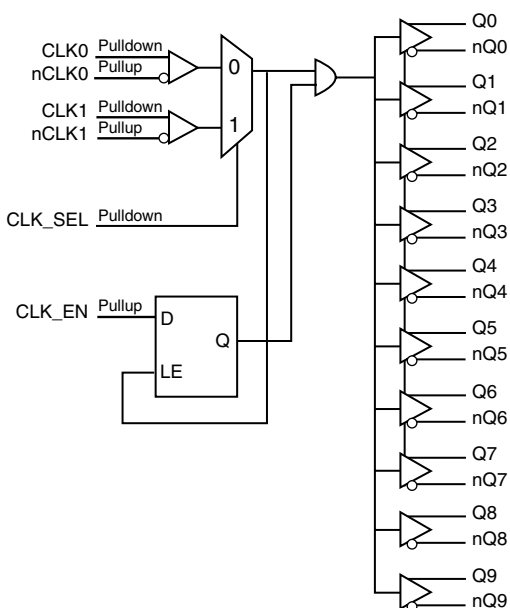 CLK0 Pulldown
nCLK0 Pullup
0
CLK1 Pulldown
nCLK1 Pullup
1
CLK_SEL Pulldown
CLK_EN Pullup
D
Q
LE
Q0
nQ0
Q1
nQ1
Q2
nQ2
Q3
nQ3
Q4
nQ4
Q5
nQ5
Q6
nQ6
Q7
nQ7
Q8
nQ8
Q9
nQ9